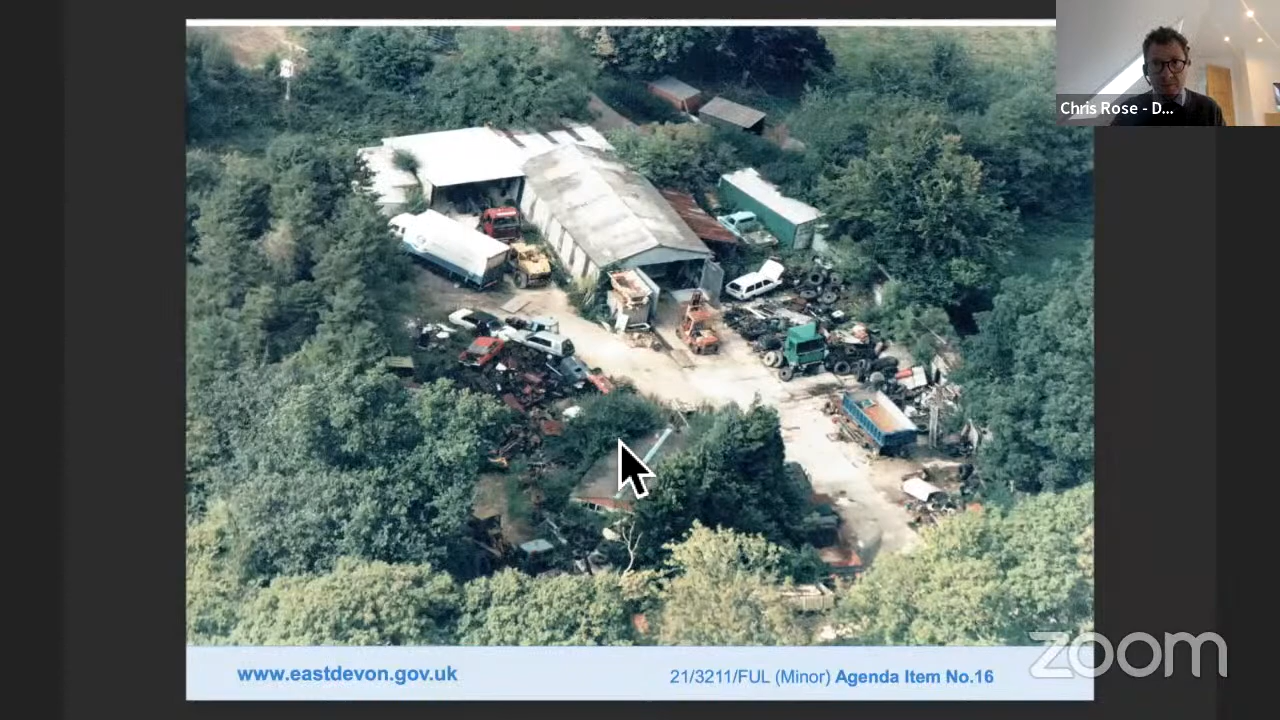 Chris Rose - D...
www.eastdevon.gov.uk
21/3211/FUL (Minor) Agenda Item No.16
zoom